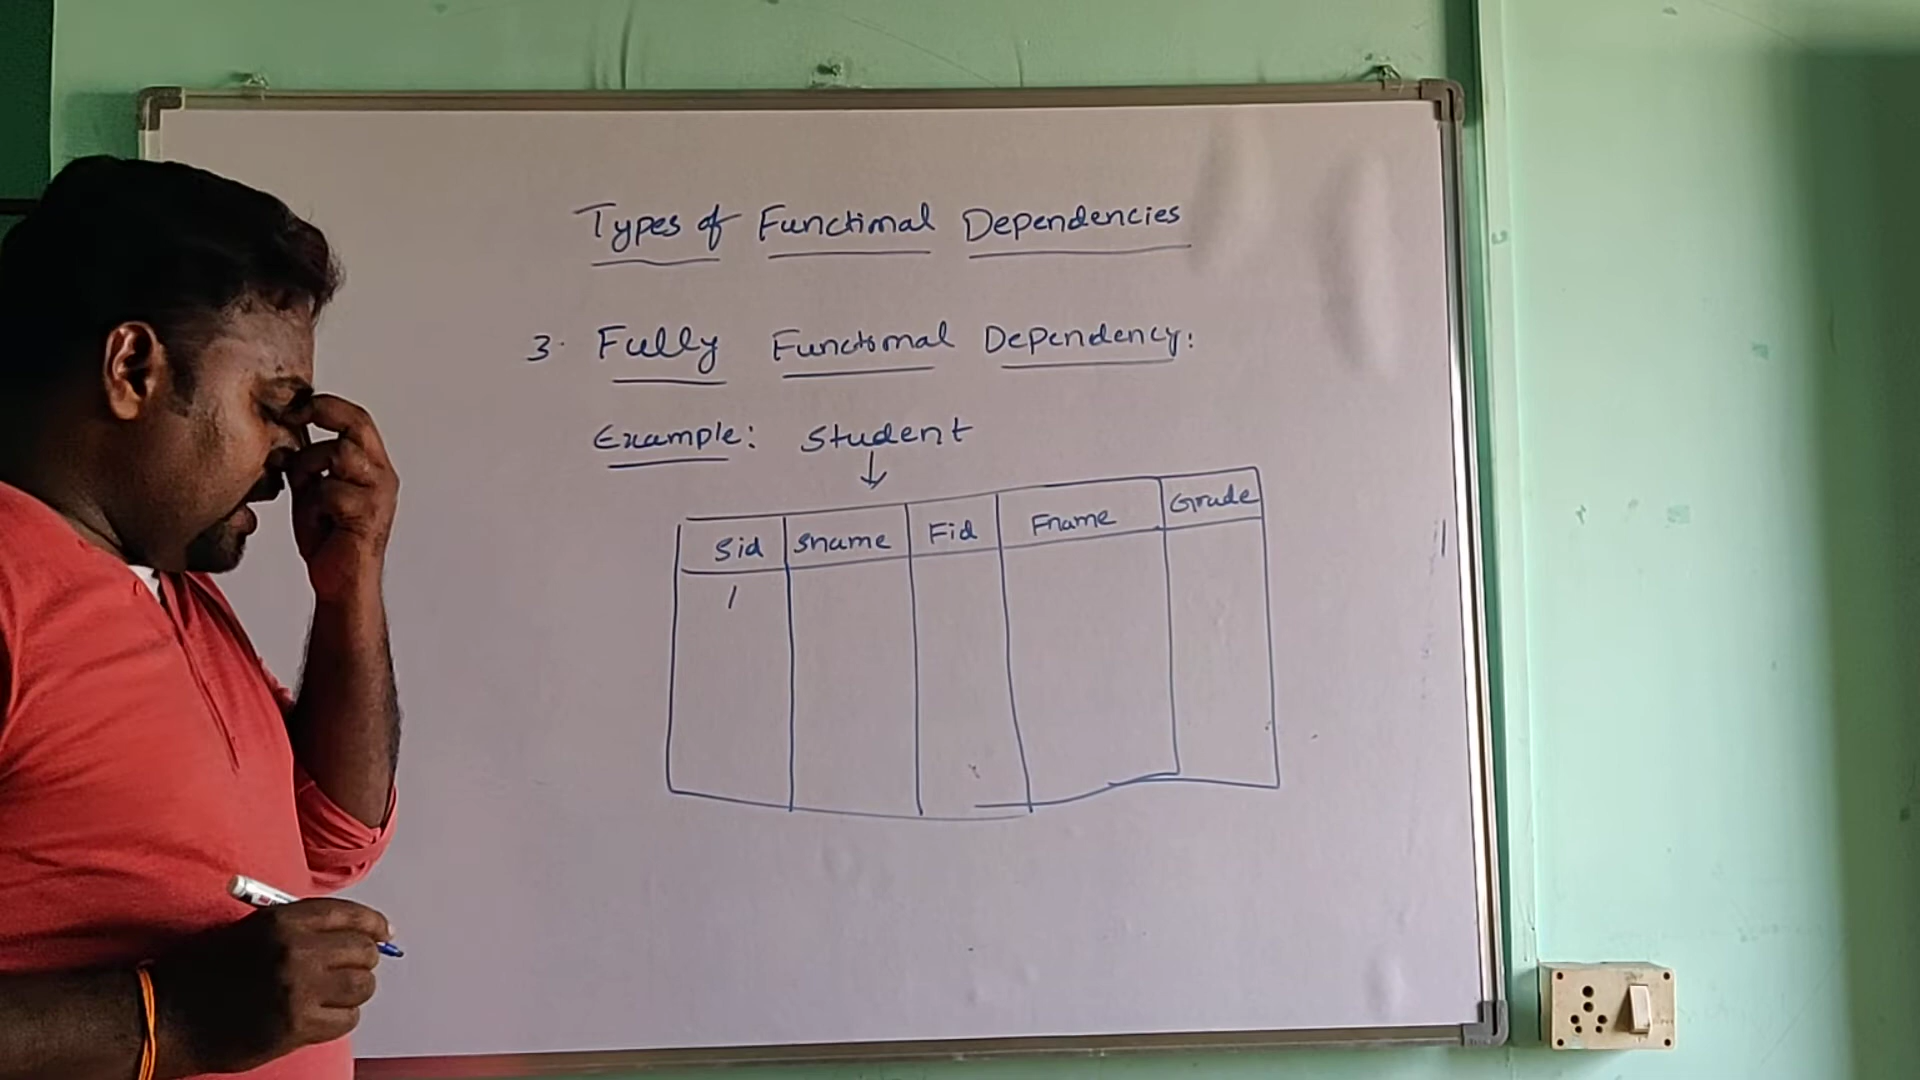 Types of Functional Dependencies
3. Fully Functional Dependency:
Example: Student
Sid Sname Fid Fname Grade
1